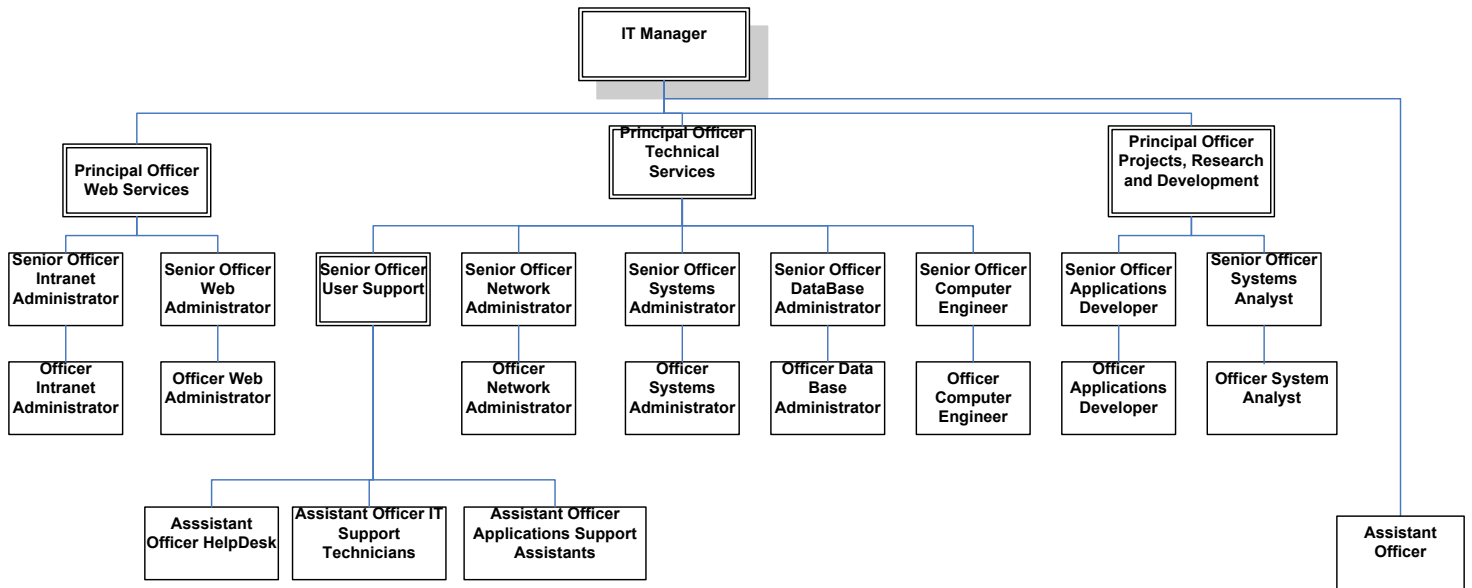 IT Manager
Principal Officer
Web Services
Principal Officer
Technical
Services
Principal Officer
Projects, Research
and Development
Senior Officer
Intranet
Administrator
Senior Officer
Web
Administrator
Senior Officer
User Support
Senior Officer
Network
Administrator
Senior Officer
Systems
Administrator
Senior Officer
DataBase
Administrator
Senior Officer
Computer
Engineer
Senior Officer
Applications
Developer
Senior Officer
Systems
Analyst
Officer
Intranet
Administrator
Officer Web
Administrator
Officer
Network
Administrator
Officer
Systems
Administrator
Officer Data
Base
Administrator
Officer
Computer
Engineer
Officer
Applications
Developer
Officer System
Analyst
Asssistant
Officer HelpDesk
Assistant Officer IT
Support
Technicians
Assistant Officer
Applications Support
Assistants
Assistant
Officer